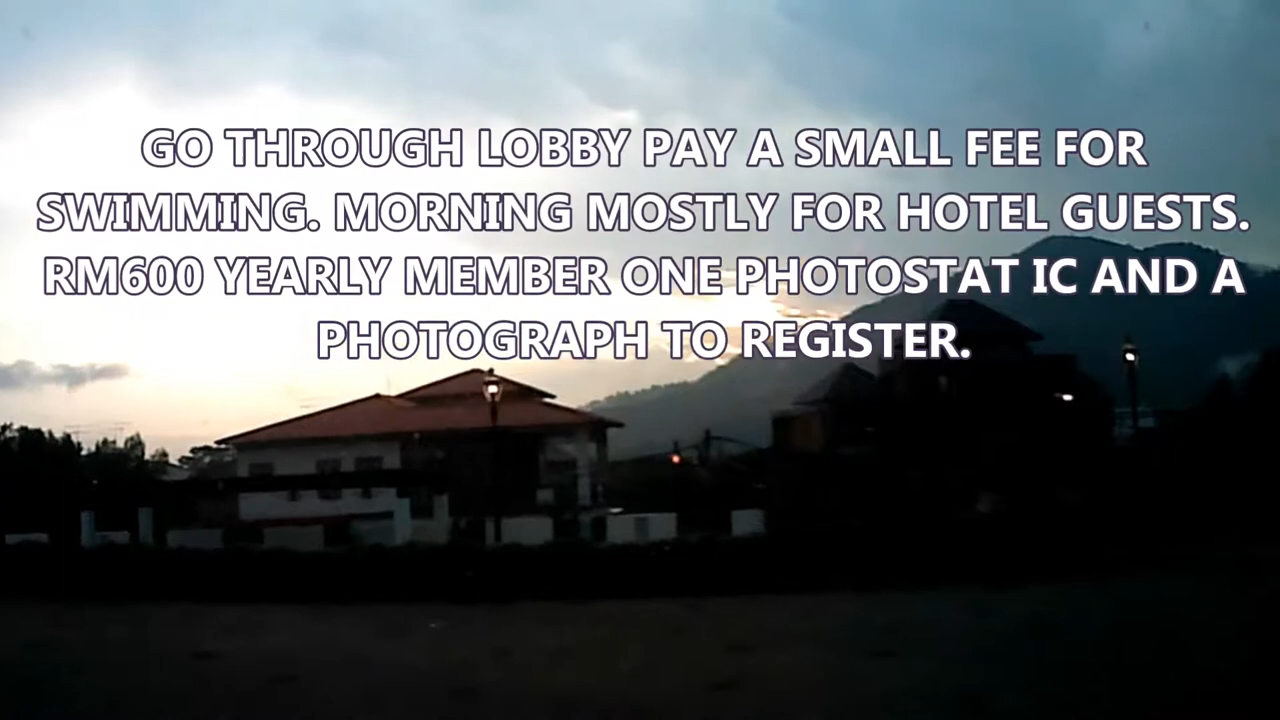 GO THROUGH LOBBY PAY A SMALL FEE FOR
SWIMMING. MORNING MOSTLY FOR HOTEL GUESTS.
RM600 YEARLY MEMBER ONE PHOTOSTAT IC AND A
PHOTOGRAPH TO REGISTER.